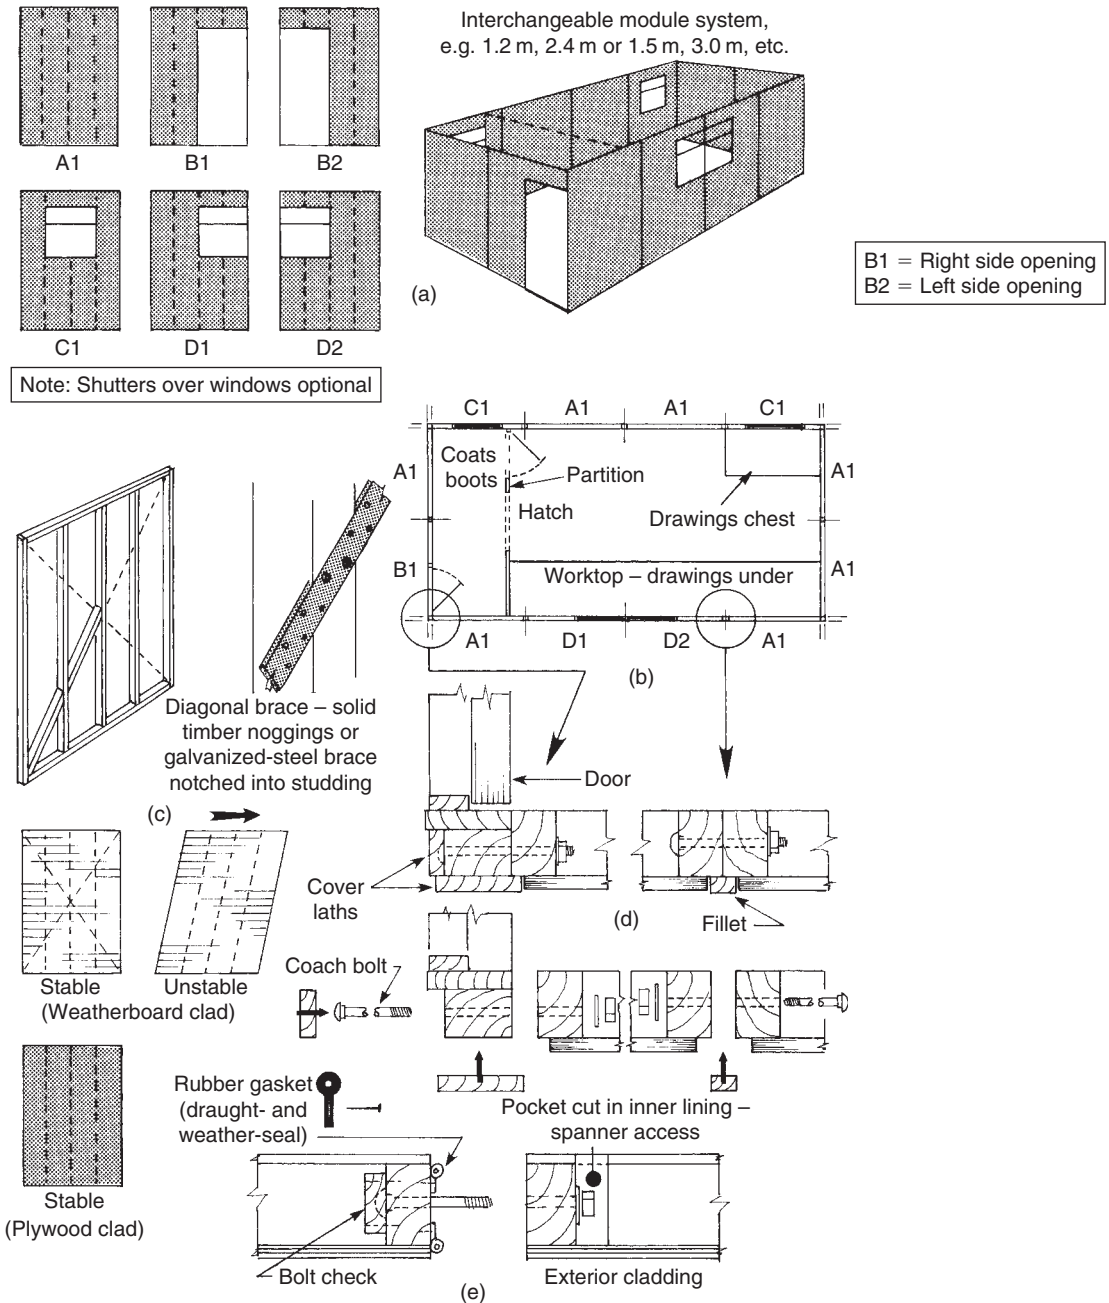 Interchangeable module system,
e.g. 1.2 m, 2.4 m or 1.5 m, 3.0 m, etc.
A1
B1
B2
C1
D1
D2
(a)
B1 = Right side opening
B2 = Left side opening
Note: Shutters over windows optional
C1
A1
A1
C1
A1
Coats
boots
Partition
A1
Hatch
Drawings chest
B1
Worktop – drawings under
A1
A1
D1
D2
A1
(b)
Diagonal brace – solid
timber noggings or
galvanized-steel brace
notched into studding
(c)
Door
Cover
laths
(d)
Fillet
Stable
Unstable
(Weatherboard clad)
Coach bolt
Rubber gasket
(draught- and
weather-seal)
Pocket cut in inner lining –
spanner access
Stable
(Plywood clad)
Bolt check
Exterior cladding
(e)